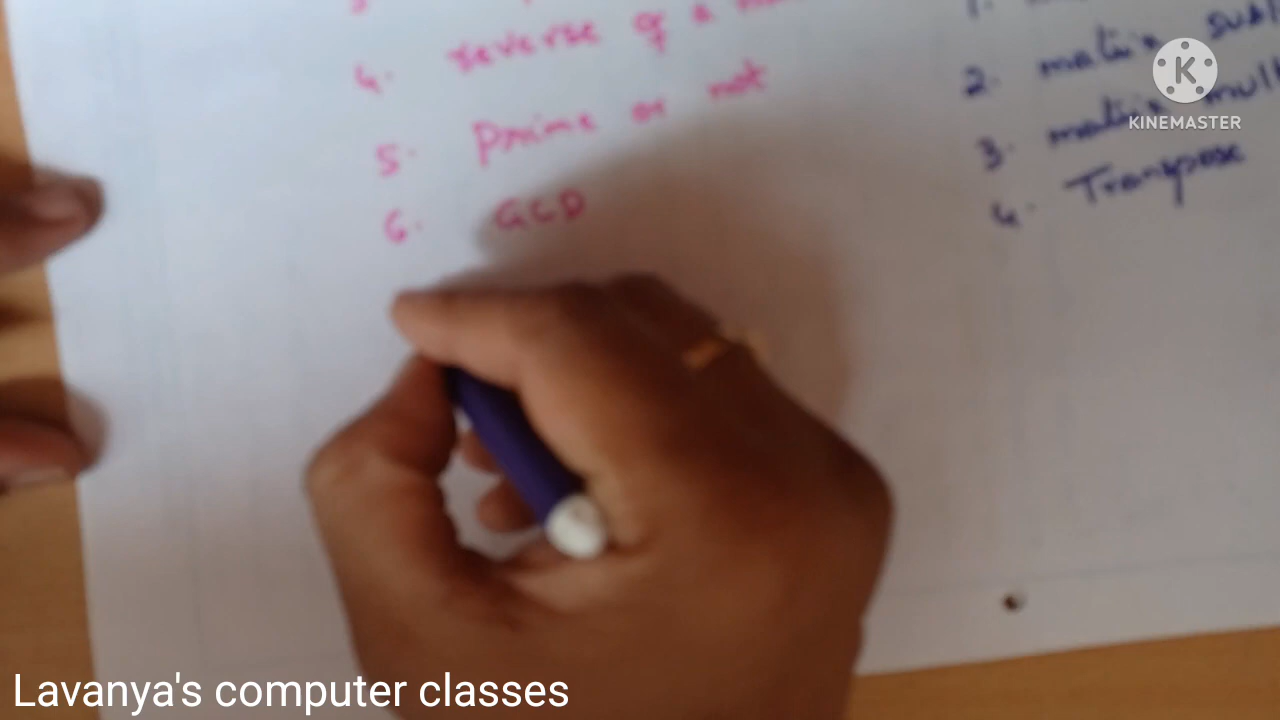 4. reverse of a
5. Prime or not
6. GCD
1.
2. matrix
3. matrix
4. Transpose
KINEMASTER
Lavanya's computer classes